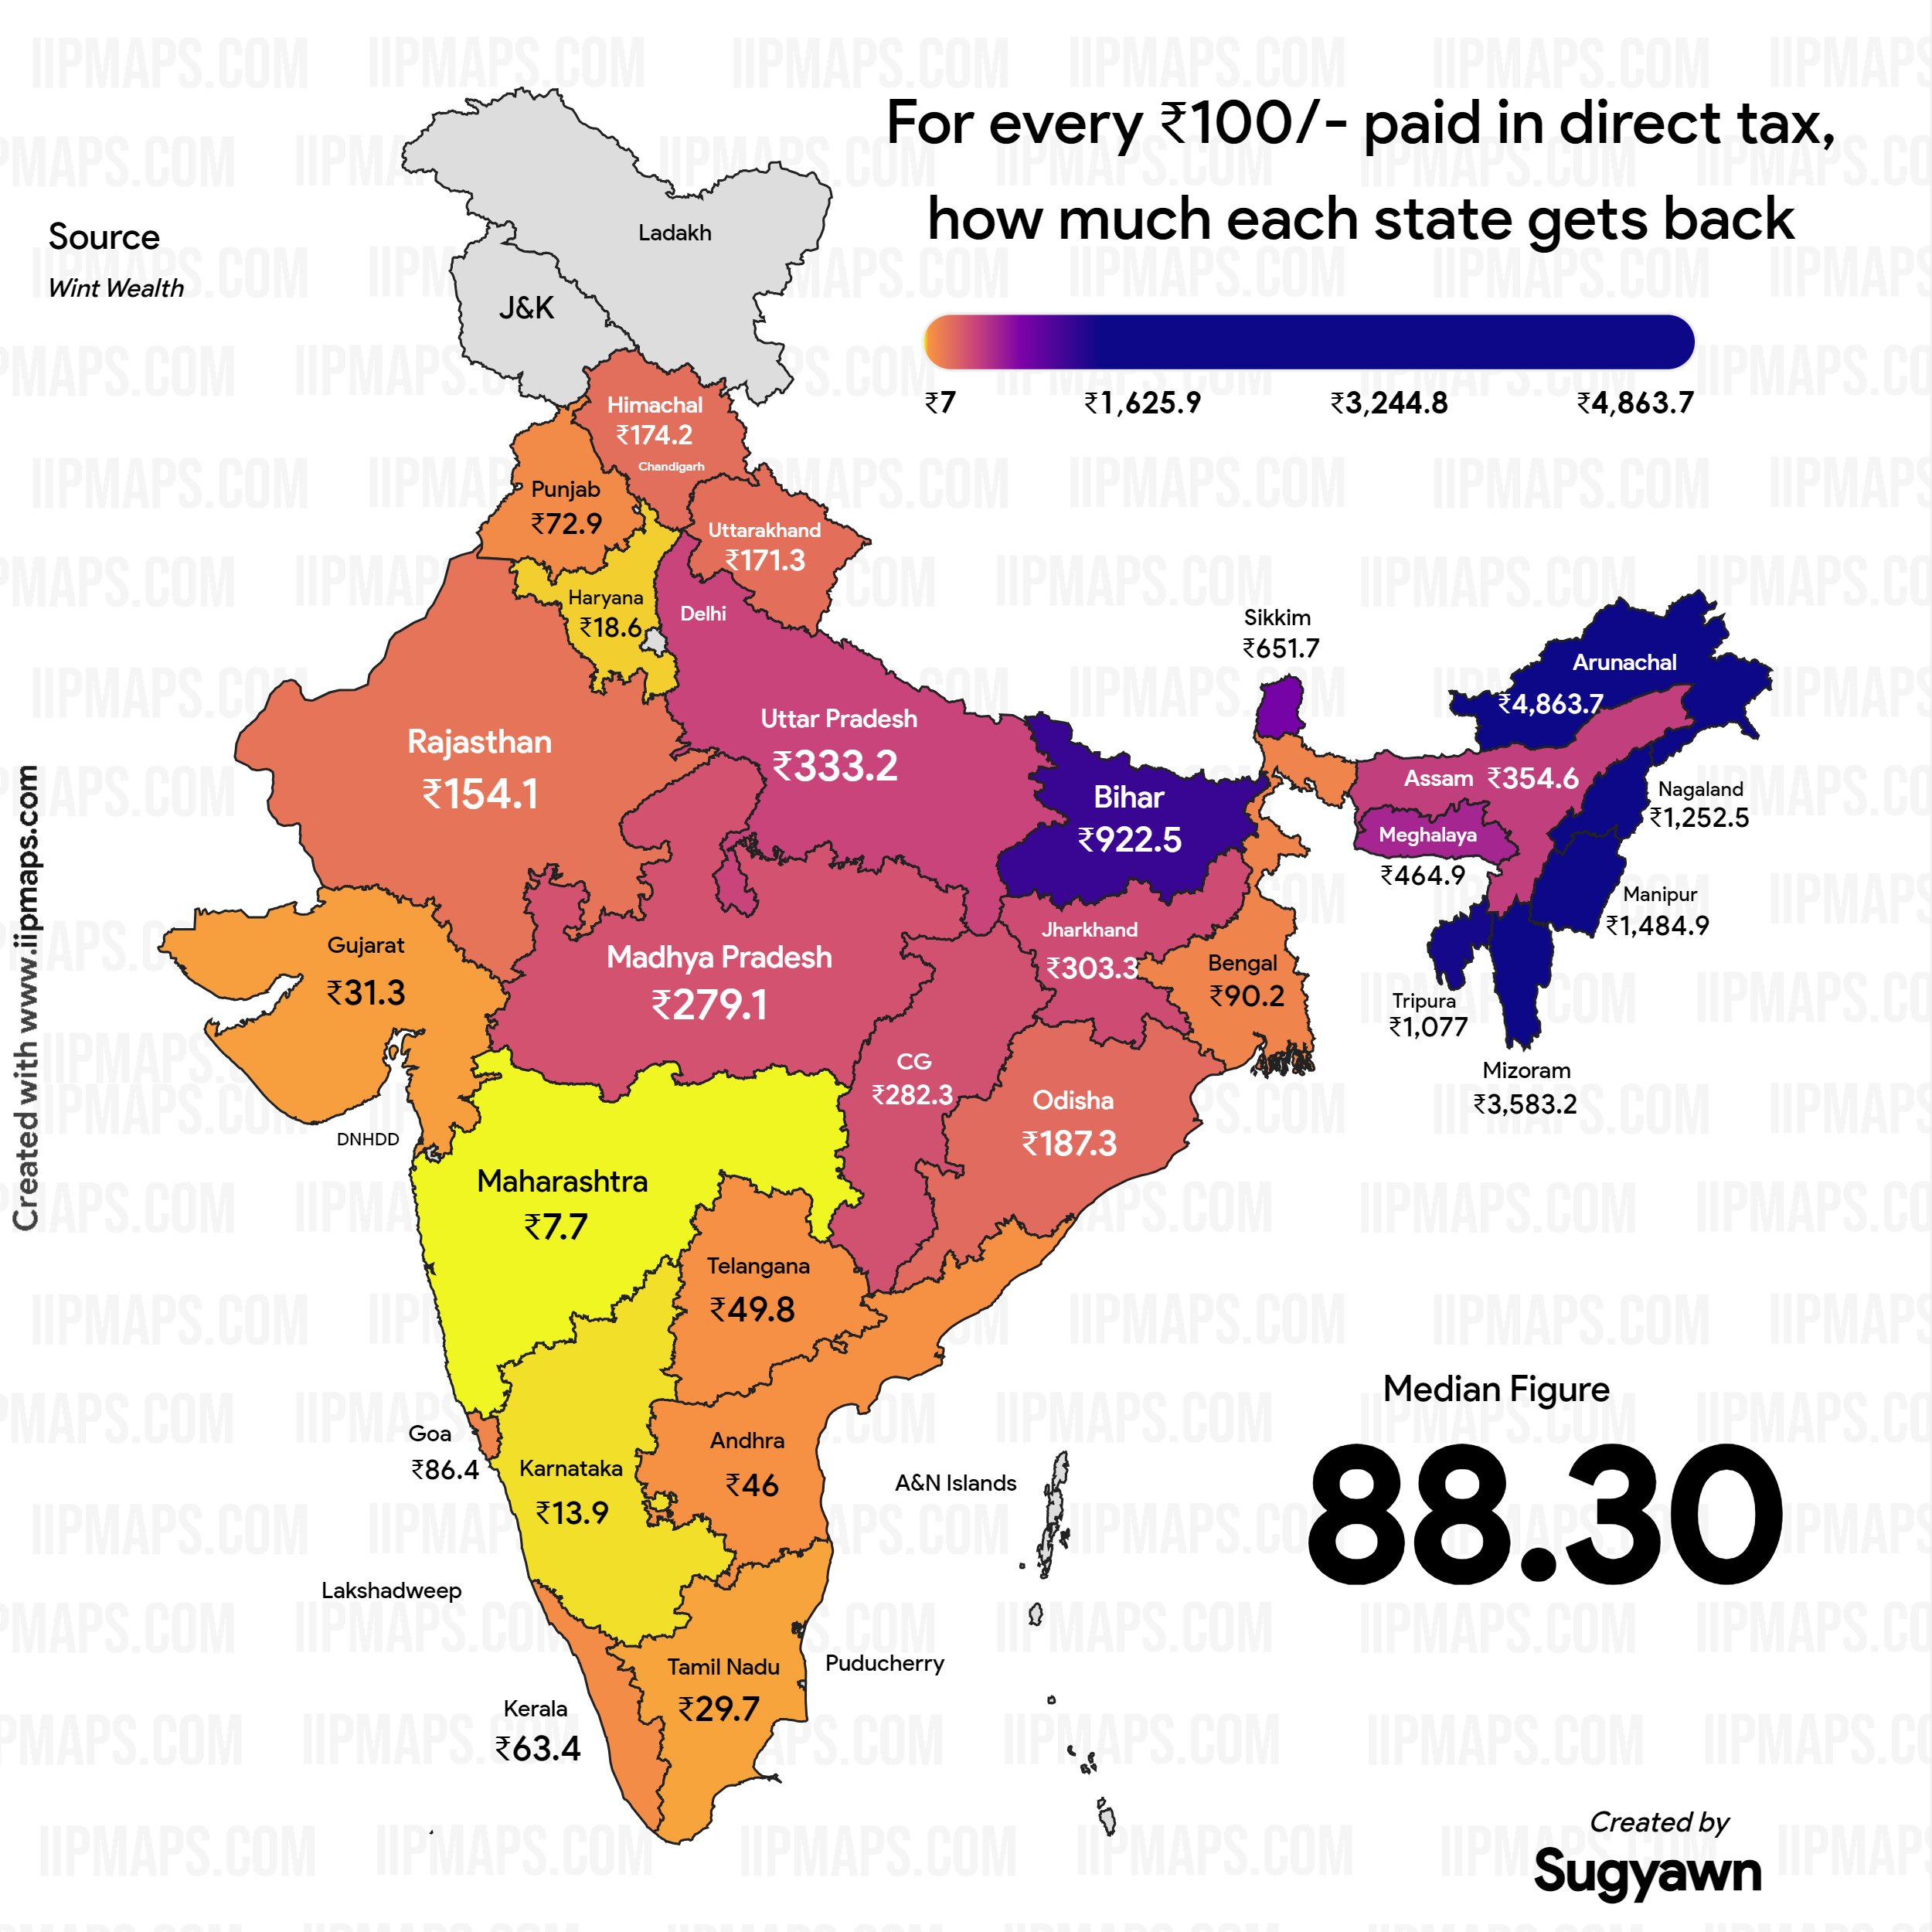 For every ₹100/- paid in direct tax,
how much each state gets back
Source
Wint Wealth
₹7 ₹1,625.9 ₹3,244.8 ₹4,863.7
Ladakh
J&K
Himachal
₹174.2
Chandigarh
Punjab
₹72.9
Uttarakhand
₹171.3
Haryana
₹18.6
Delhi
Rajasthan
₹154.1
Uttar Pradesh
₹333.2
Bihar
₹922.5
Sikkim
₹651.7
Arunachal
₹4,863.7
Assam ₹354.6
Nagaland
₹1,252.5
Meghalaya
₹464.9
Manipur
₹1,484.9
Tripura
₹1,077
Mizoram
₹3,583.2
Gujarat
₹31.3
Madhya Pradesh
₹279.1
Jharkhand
₹303.3
Bengal
₹90.2
CG
₹282.3
Odisha
₹187.3
DNHDD
Maharashtra
₹7.7
Telangana
₹49.8
Goa
₹86.4
Karnataka
₹13.9
Andhra
₹46
A&N Islands
Lakshadweep
Tamil Nadu
₹29.7
Puducherry
Kerala
₹63.4
Median Figure
88.30
Created with www.iipmaps.com
Created by
Sugyawn
IIPMAPS.COM